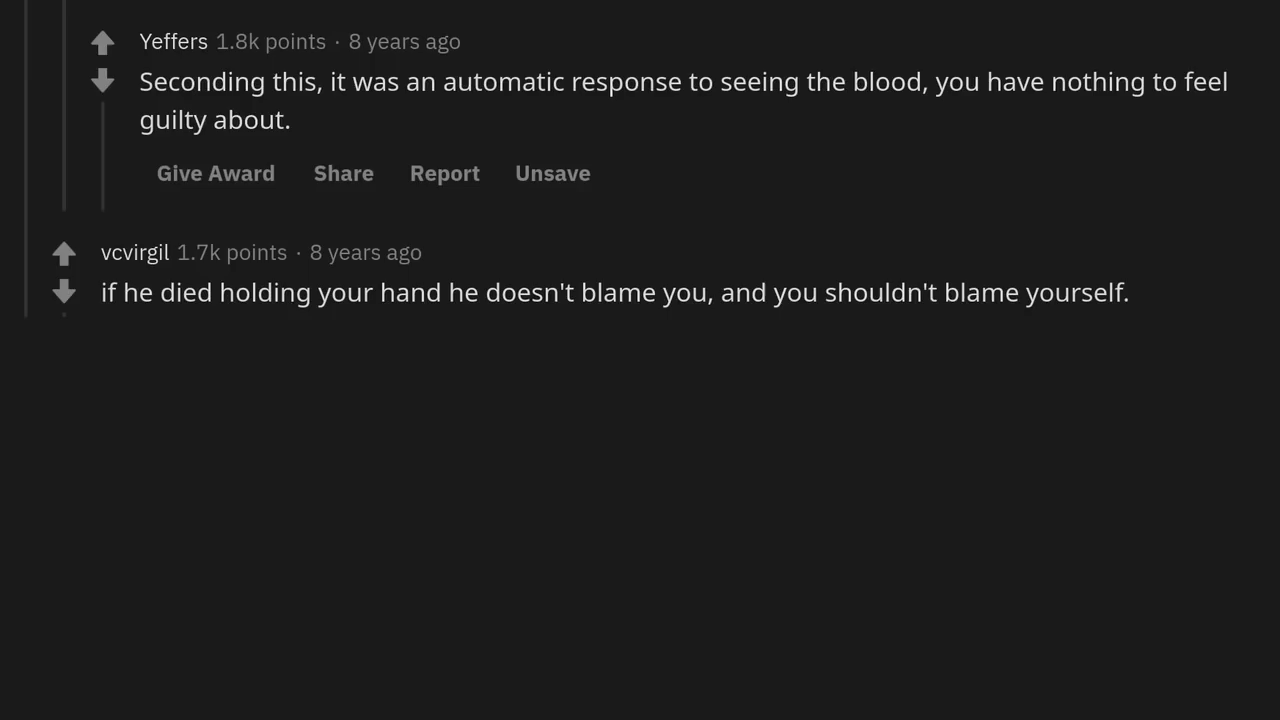 Yeffers 1.8k points · 8 years ago
Seconding this, it was an automatic response to seeing the blood, you have nothing to feel
guilty about.
Give Award Share Report Unsave
vcvirgil 1.7k points · 8 years ago
if he died holding your hand he doesn't blame you, and you shouldn't blame yourself.